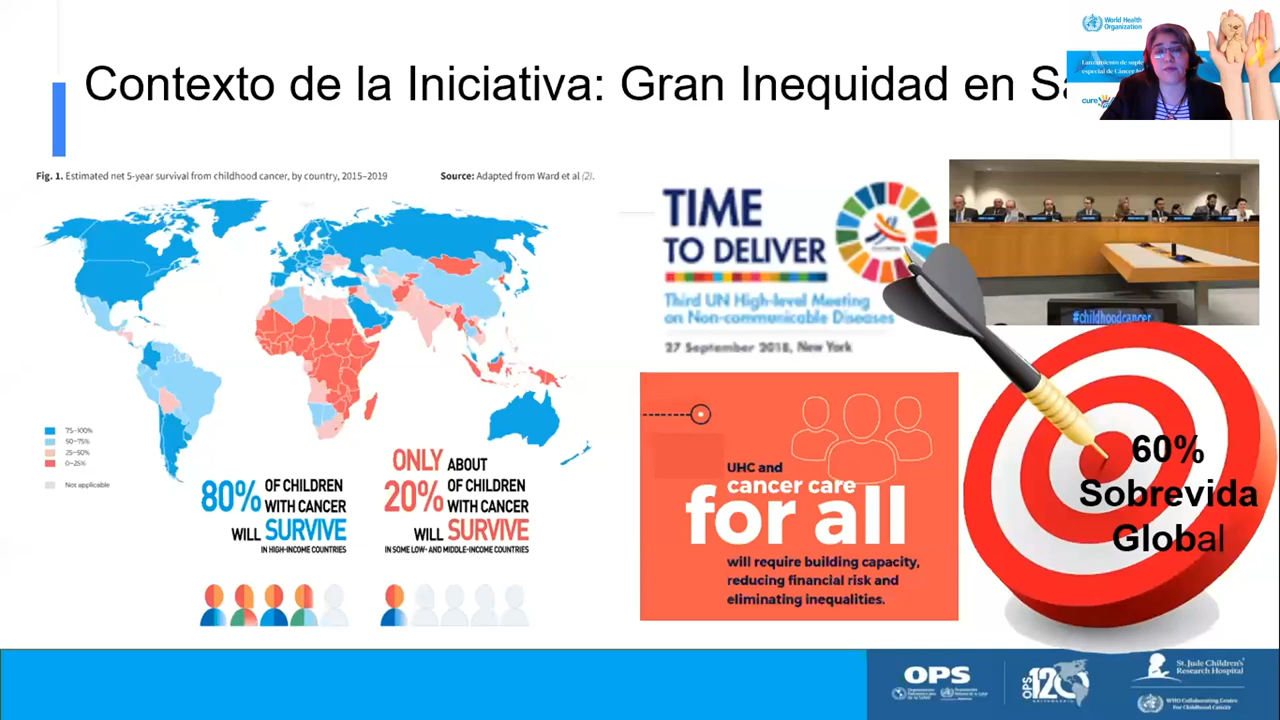 Contexto de la Iniciativa: Gran Inequidad en Sa
World Health
Organization
Lanzamiento de suple
especial de Cáncer
cure
Fig. 1. Estimated net 5-year survival from childhood cancer, by country, 2015–2019
Source: Adapted from Ward et al (2).
75–100%
50–75%
25–50%
0–25%
Not applicable
80% OF CHILDREN
WITH CANCER
WILL SURVIVE
IN HIGH-INCOME COUNTRIES
ONLY ABOUT
20% OF CHILDREN
WITH CANCER
WILL SURVIVE
IN SOME LOW- AND MIDDLE-INCOME COUNTRIES
TIME
TO DELIVER
Third UN High-level Meeting
on Non-communicable Diseases
27 September 2018, New York
#childhoodcancer
UHC and
cancer care
for all
will require building capacity,
reducing financial risk and
eliminating inequalities.
60%
Sobrevida
Global
OPS
OPS 120
St. Jude Children's
Research Hospital
WHO Collaborating Centre
For Childhood Cancer